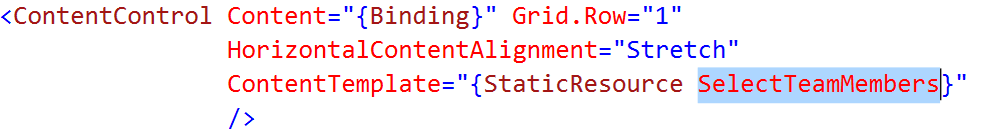 <ContentControl Content="{Binding}" Grid.Row="1"
HorizontalContentAlignment="Stretch"
ContentTemplate="{StaticResource SelectTeamMembers}"
/>